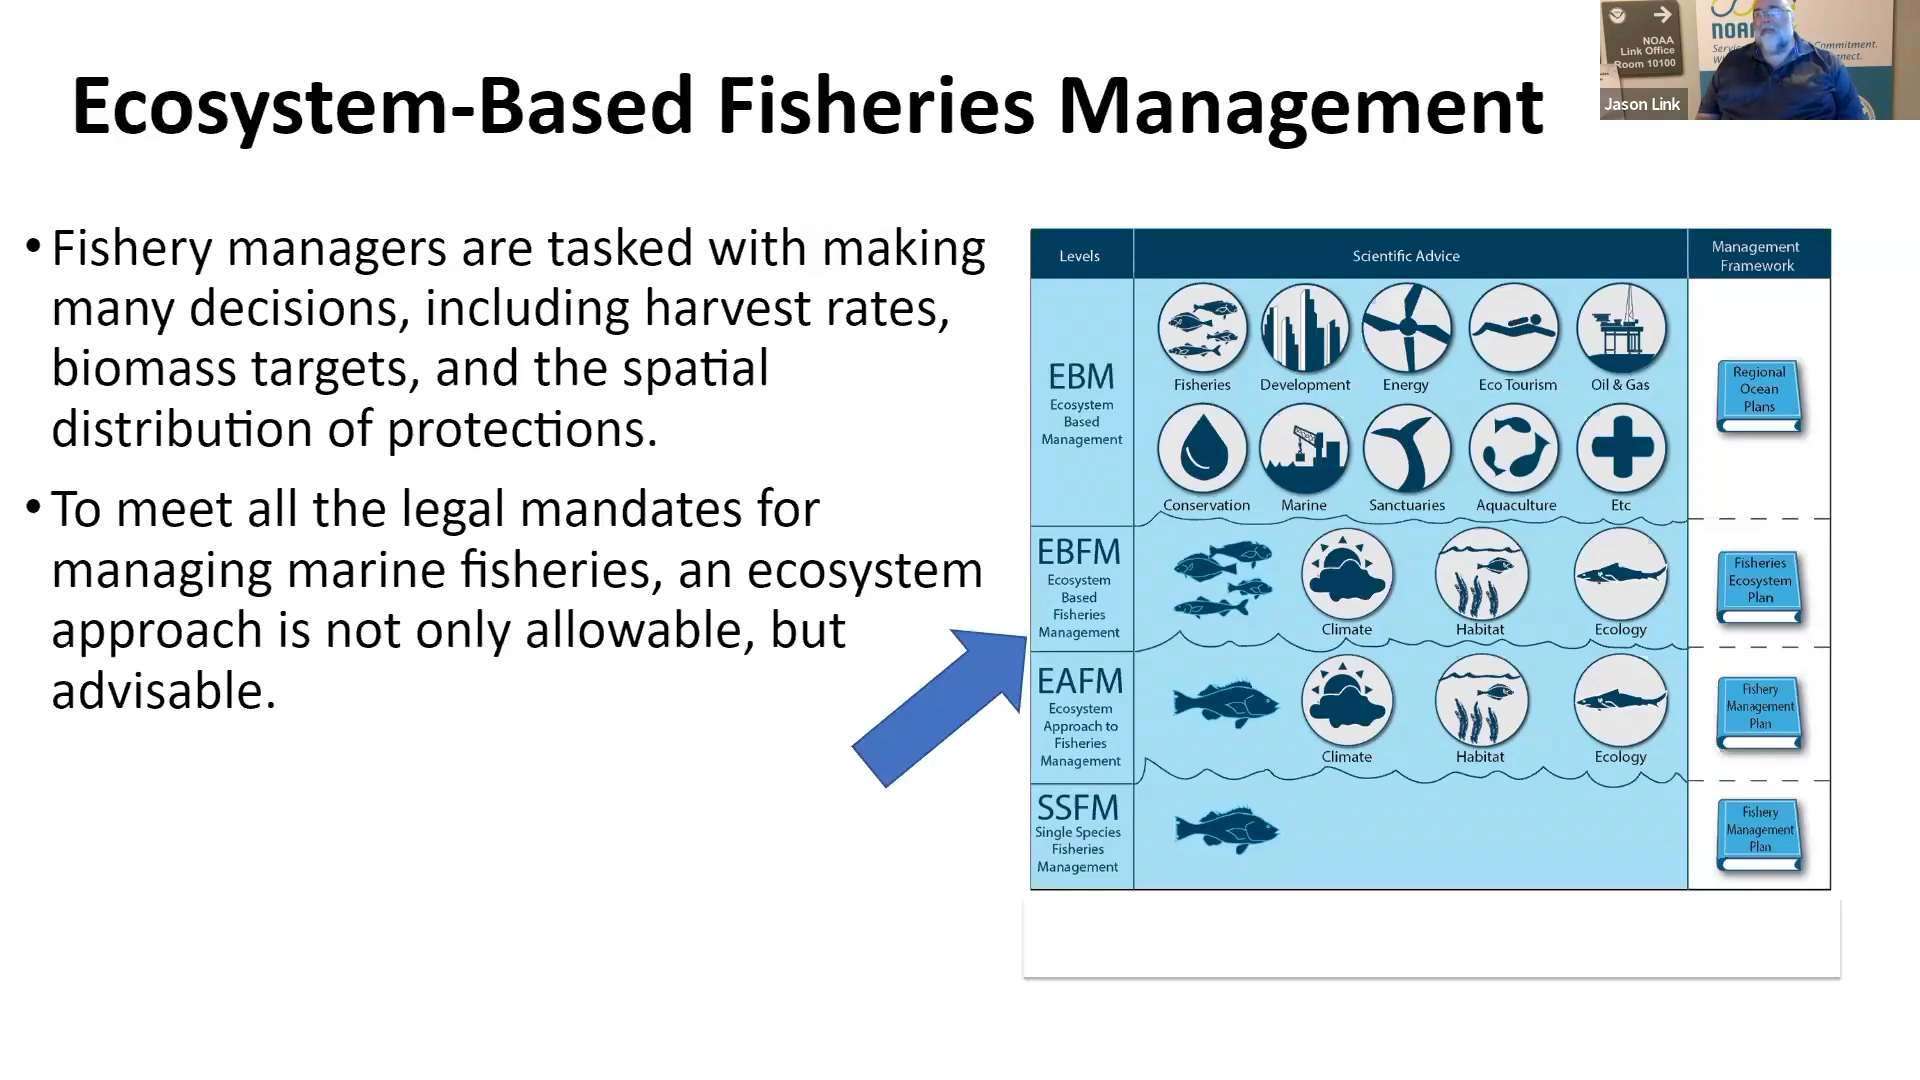 NOAA
Link Office
Room 10100
NOAA
Commitment.
Jason Link
Ecosystem-Based Fisheries Management
• Fishery managers are tasked with making
many decisions, including harvest rates,
biomass targets, and the spatial
distribution of protections.
• To meet all the legal mandates for
managing marine fisheries, an ecosystem
approach is not only allowable, but
advisable.
Levels
Scientific Advice
Management
Framework
EBM
Ecosystem
Based
Management
Fisheries
Development
Energy
Eco Tourism
Oil & Gas
Conservation
Marine
Sanctuaries
Aquaculture
Etc
Regional
Ocean
Plans
EBFM
Ecosystem
Based
Fisheries
Management
Climate
Habitat
Ecology
Fisheries
Ecosystem
Plan
EAFM
Ecosystem
Approach to
Fisheries
Management
Climate
Habitat
Ecology
Fishery
Management
Plan
SSFM
Single Species
Fisheries
Management
Fishery
Management
Plan